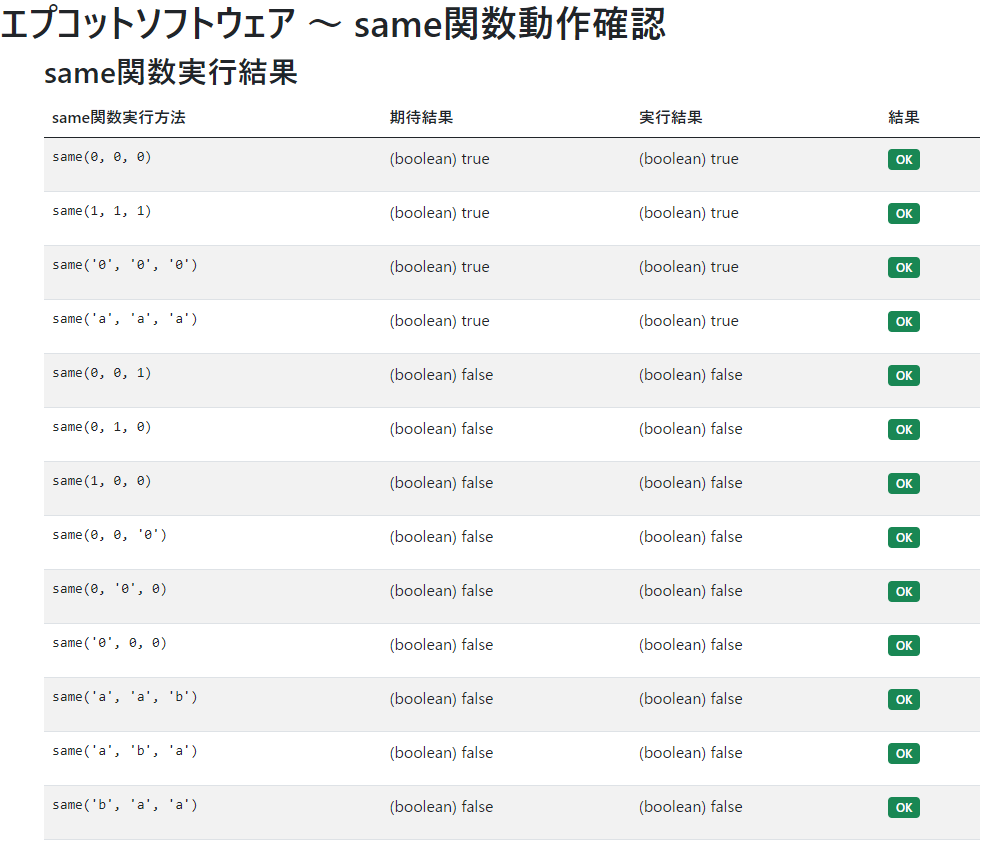 エプコットソフトウェア ～ same関数動作確認
same関数実行結果
same関数実行方法 期待結果 実行結果 結果
same(0, 0, 0) (boolean) true (boolean) true OK
same(1, 1, 1) (boolean) true (boolean) true OK
same('0', '0', '0') (boolean) true (boolean) true OK
same('a', 'a', 'a') (boolean) true (boolean) true OK
same(0, 0, 1) (boolean) false (boolean) false OK
same(0, 1, 0) (boolean) false (boolean) false OK
same(1, 0, 0) (boolean) false (boolean) false OK
same(0, 0, '0') (boolean) false (boolean) false OK
same(0, '0', 0) (boolean) false (boolean) false OK
same('0', 0, 0) (boolean) false (boolean) false OK
same('a', 'a', 'b') (boolean) false (boolean) false OK
same('a', 'b', 'a') (boolean) false (boolean) false OK
same('b', 'a', 'a') (boolean) false (boolean) false OK